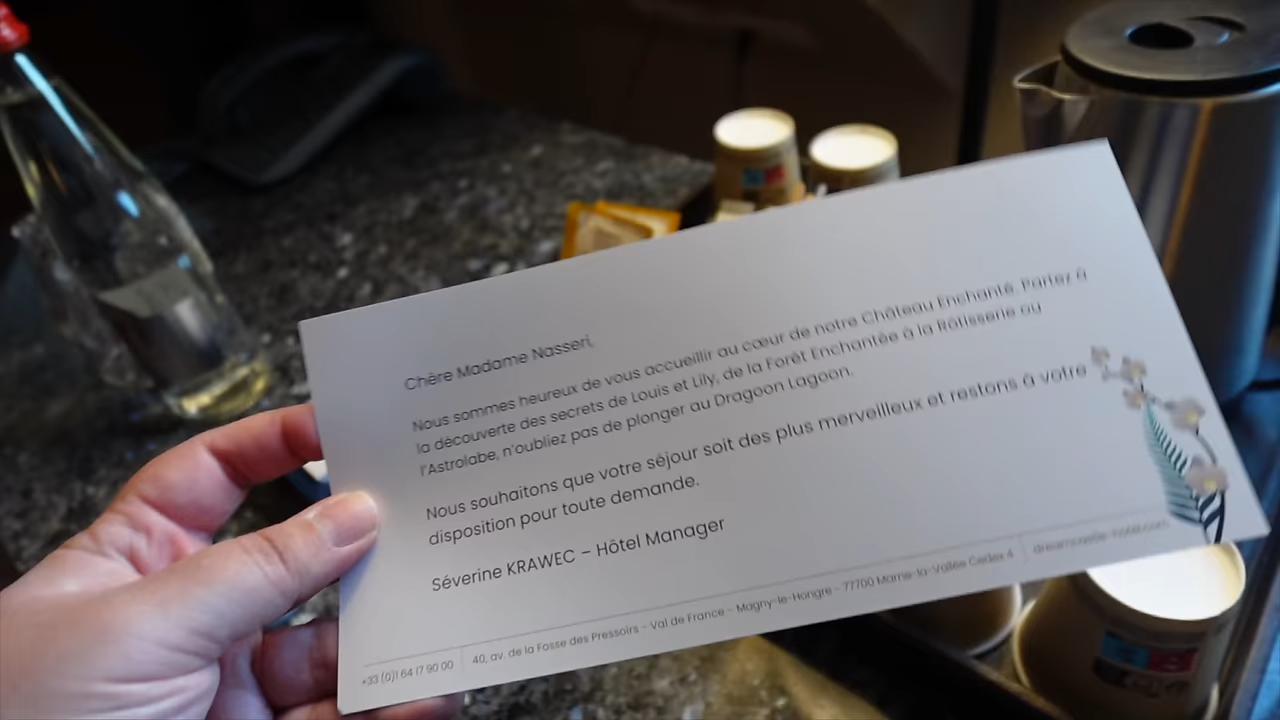 Chère Madame Nasseri,
Nous sommes heureux de vous accueillir au cœur de notre Château Enchanté. Partez à
la découverte des secrets de Louis et Lily, de la Forêt Enchantée à la Rôtisserie ou
l'Astrolabe, n'oubliez pas de plonger au Dragoon Lagoon.
Nous souhaitons que votre séjour soit des plus merveilleux et restons à votre
disposition pour toute demande.
Séverine KRAWEC – Hôtel Manager
+33 (0)1 64 17 90 00
40, av. de la Fosse des Pressoirs - Val de France - Magny-le-Hongre - 77700 Marne-la-Vallée Cedex 4